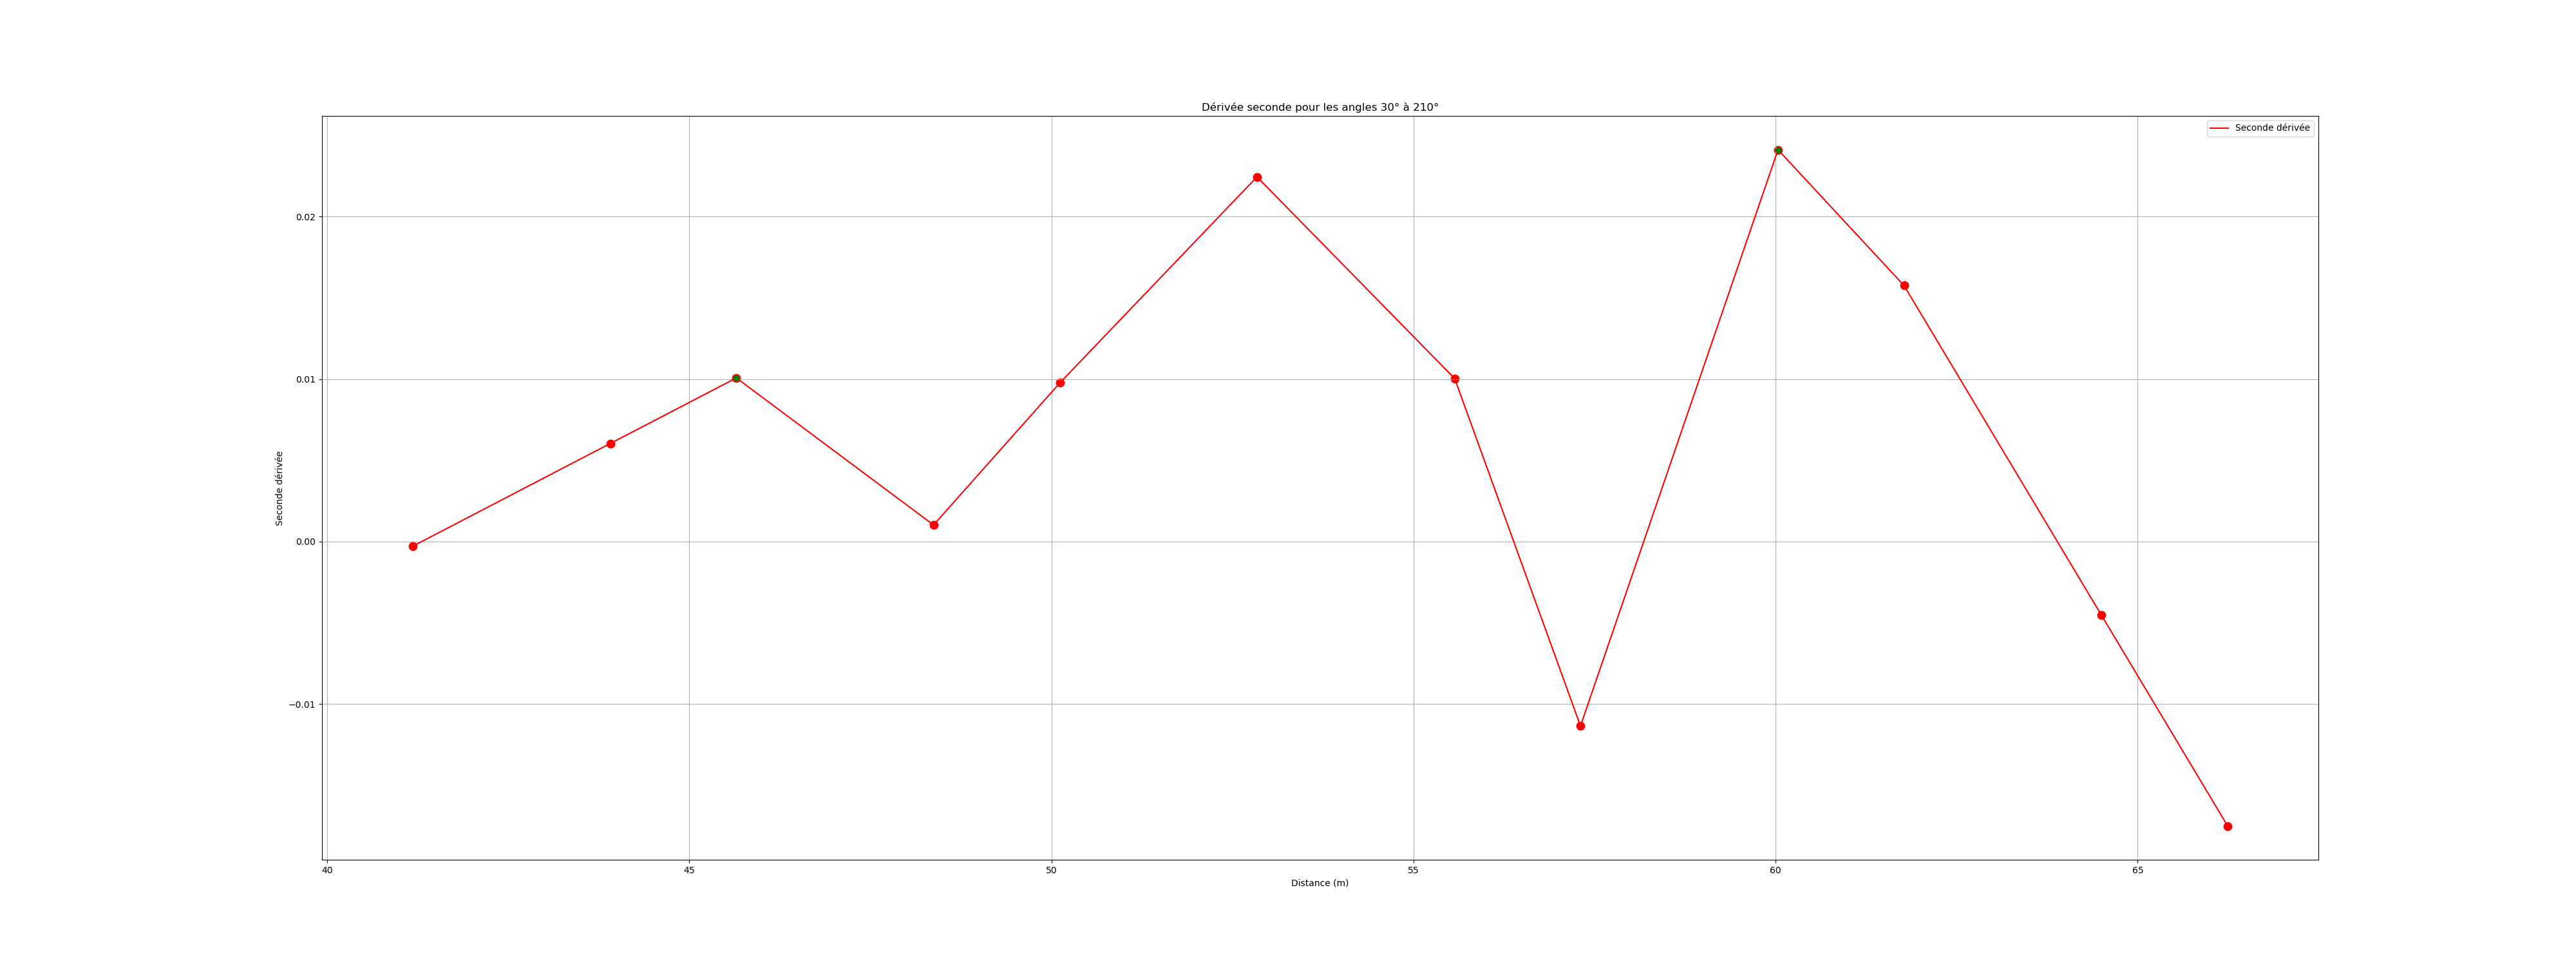 Dérivée seconde pour les angles 30° à 210°
Seconde dérivée
0.02
0.01
0.00
−0.01
Seconde dérivée
40 45 50 55 60 65
Distance (m)